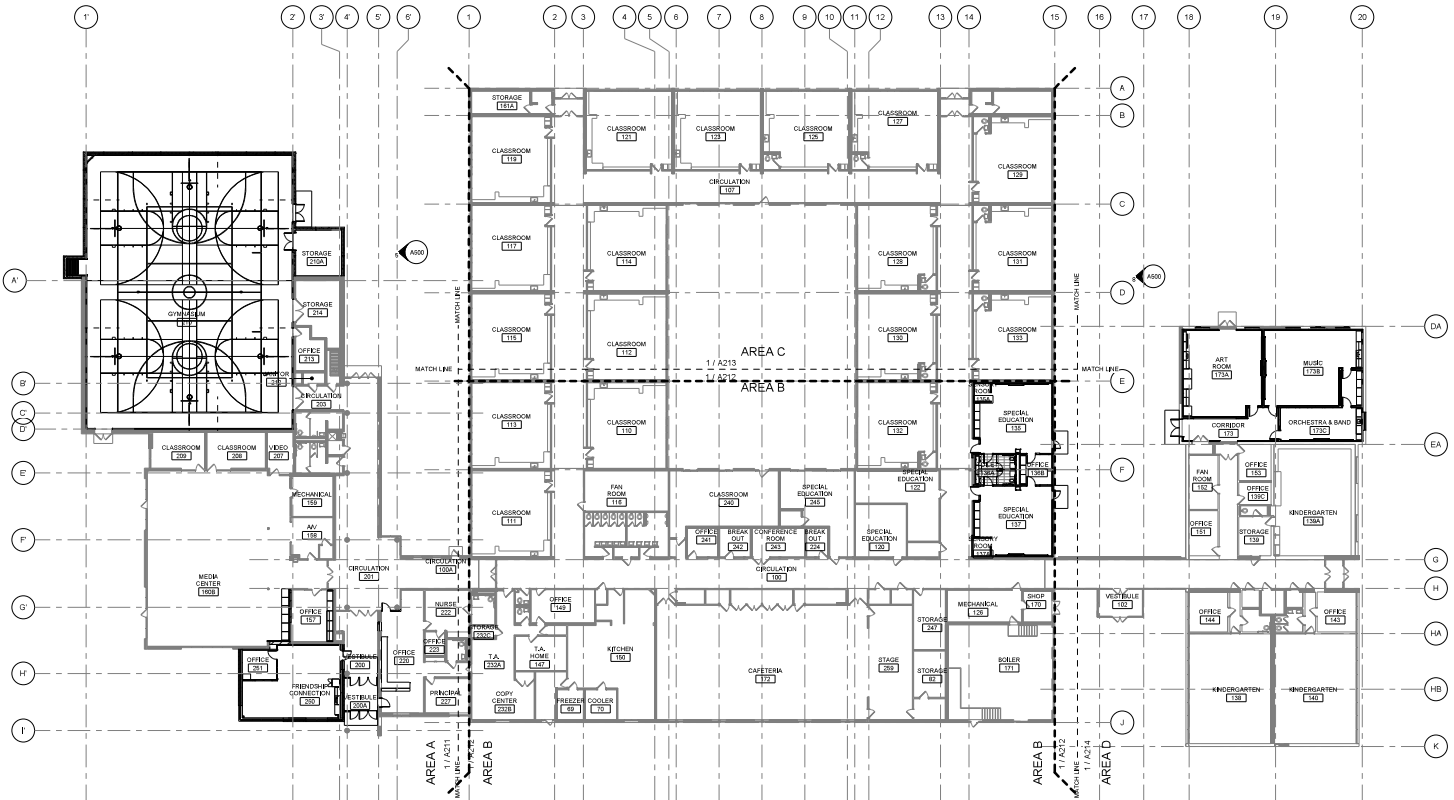 1'
2'
3'
4'
5'
6'
1
2
3
4
5
6
7
8
9
10
11
12
13
14
15
16
17
18
19
20
A
B
C
D
E
F
G
H
J
A'
B'
C'
D'
E'
F'
G'
H'
I'
DA
EA
HA
HB
K
STORAGE
161A
CLASSROOM
121
CLASSROOM
123
CLASSROOM
125
CLASSROOM
127
CLASSROOM
119
CIRCULATION
107
CLASSROOM
129
CLASSROOM
117
CLASSROOM
114
CLASSROOM
128
CLASSROOM
131
CLASSROOM
115
CLASSROOM
112
CLASSROOM
130
CLASSROOM
133
AREA C
1 / A213
1 / A212
AREA B
MATCH LINE
MATCH LINE
MATCH LINE
MATCH LINE
A500
A500
STORAGE
210A
STORAGE
214
GYMNASIUM
OFFICE
213
CIRCULATION
203
CLASSROOM
209
CLASSROOM
208
VIDEO
207
MECHANICAL
159
A/V
158
MEDIA
CENTER
160B
CIRCULATION
201
CIRCULATION
100A
OFFICE
157
OFFICE
251
FRIENDSHIP
CONNECTION
250
VESTIBULE
200
VESTIBULE
200A
OFFICE
220
NURSE
222
OFFICE
223
PRINCIPAL
227
CLASSROOM
113
CLASSROOM
110
CLASSROOM
132
CLASSROOM
111
FAN
ROOM
116
CLASSROOM
240
SPECIAL
EDUCATION
245
SPECIAL
EDUCATION
122
SPECIAL
EDUCATION
120
OFFICE
241
BREAK
OUT
242
CONFERENCE
ROOM
243
BREAK
OUT
224
CIRCULATION
100
SPECIAL
EDUCATION
135
OFFICE
136B
SPECIAL
EDUCATION
137
STORAGE
232C
T.A.
232A
COPY
CENTER
232B
OFFICE
149
T.A.
HOME
147
KITCHEN
150
FREEZER
69
COOLER
70
CAFETERIA
172
STAGE
259
STORAGE
247
STORAGE
82
MECHANICAL
126
SHOP
170
BOILER
171
VESTIBULE
102
ART
ROOM
173A
MUSIC
173B
CORRIDOR
173
ORCHESTRA & BAND
173C
FAN
ROOM
152
OFFICE
153
OFFICE
139C
OFFICE
151
STORAGE
139
KINDERGARTEN
139A
OFFICE
144
OFFICE
143
KINDERGARTEN
138
KINDERGARTEN
140
AREA A
1 / A211
MATCH LINE
1 / A212
AREA B
AREA B
1 / A212
MATCH LINE
1 / A214
AREA D